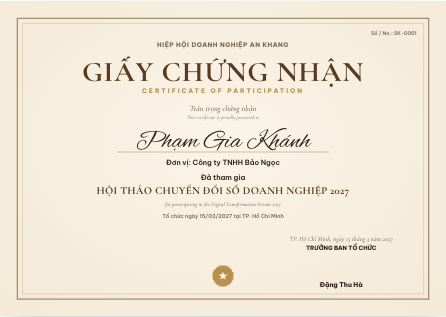 Số / No.: SK-0001
HIỆP HỘI DOANH NGHIỆP AN KHANG
GIẤY CHỨNG NHẬN
CERTIFICATE OF PARTICIPATION
Trân trọng chứng nhận
This certificate is proudly presented to
Phạm Gia Khánh
Đơn vị: Công ty TNHH Bảo Ngọc
Đã tham gia
HỘI THẢO CHUYỂN ĐỔI SỐ DOANH NGHIỆP 2027
for participating in the Digital Transformation Forum 2027
Tổ chức ngày 15/03/2027 tại TP. Hồ Chí Minh
TP. Hồ Chí Minh, ngày 15 tháng 3 năm 2027
TRƯỞNG BAN TỔ CHỨC
Đặng Thu Hà